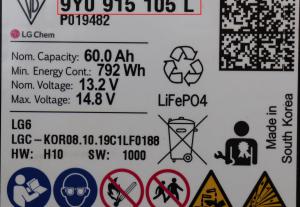 9Y0 915 105 L
P019482
LG Chem
Nom. Capacity: 60.0 Ah
Min. Energy Cont.: 792 Wh
Nom. Voltage: 13.2 V
Max. Voltage: 14.8 V
LiFePO4
LG6
LGC-KOR08.10.19C1LF0188
HW: H10 SW: 1000
Made in
South Korea